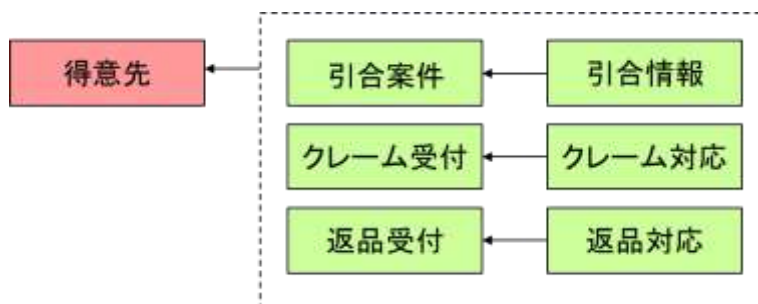 得意先
引合案件
引合情報
クレーム受付
クレーム対応
返品受付
返品対応